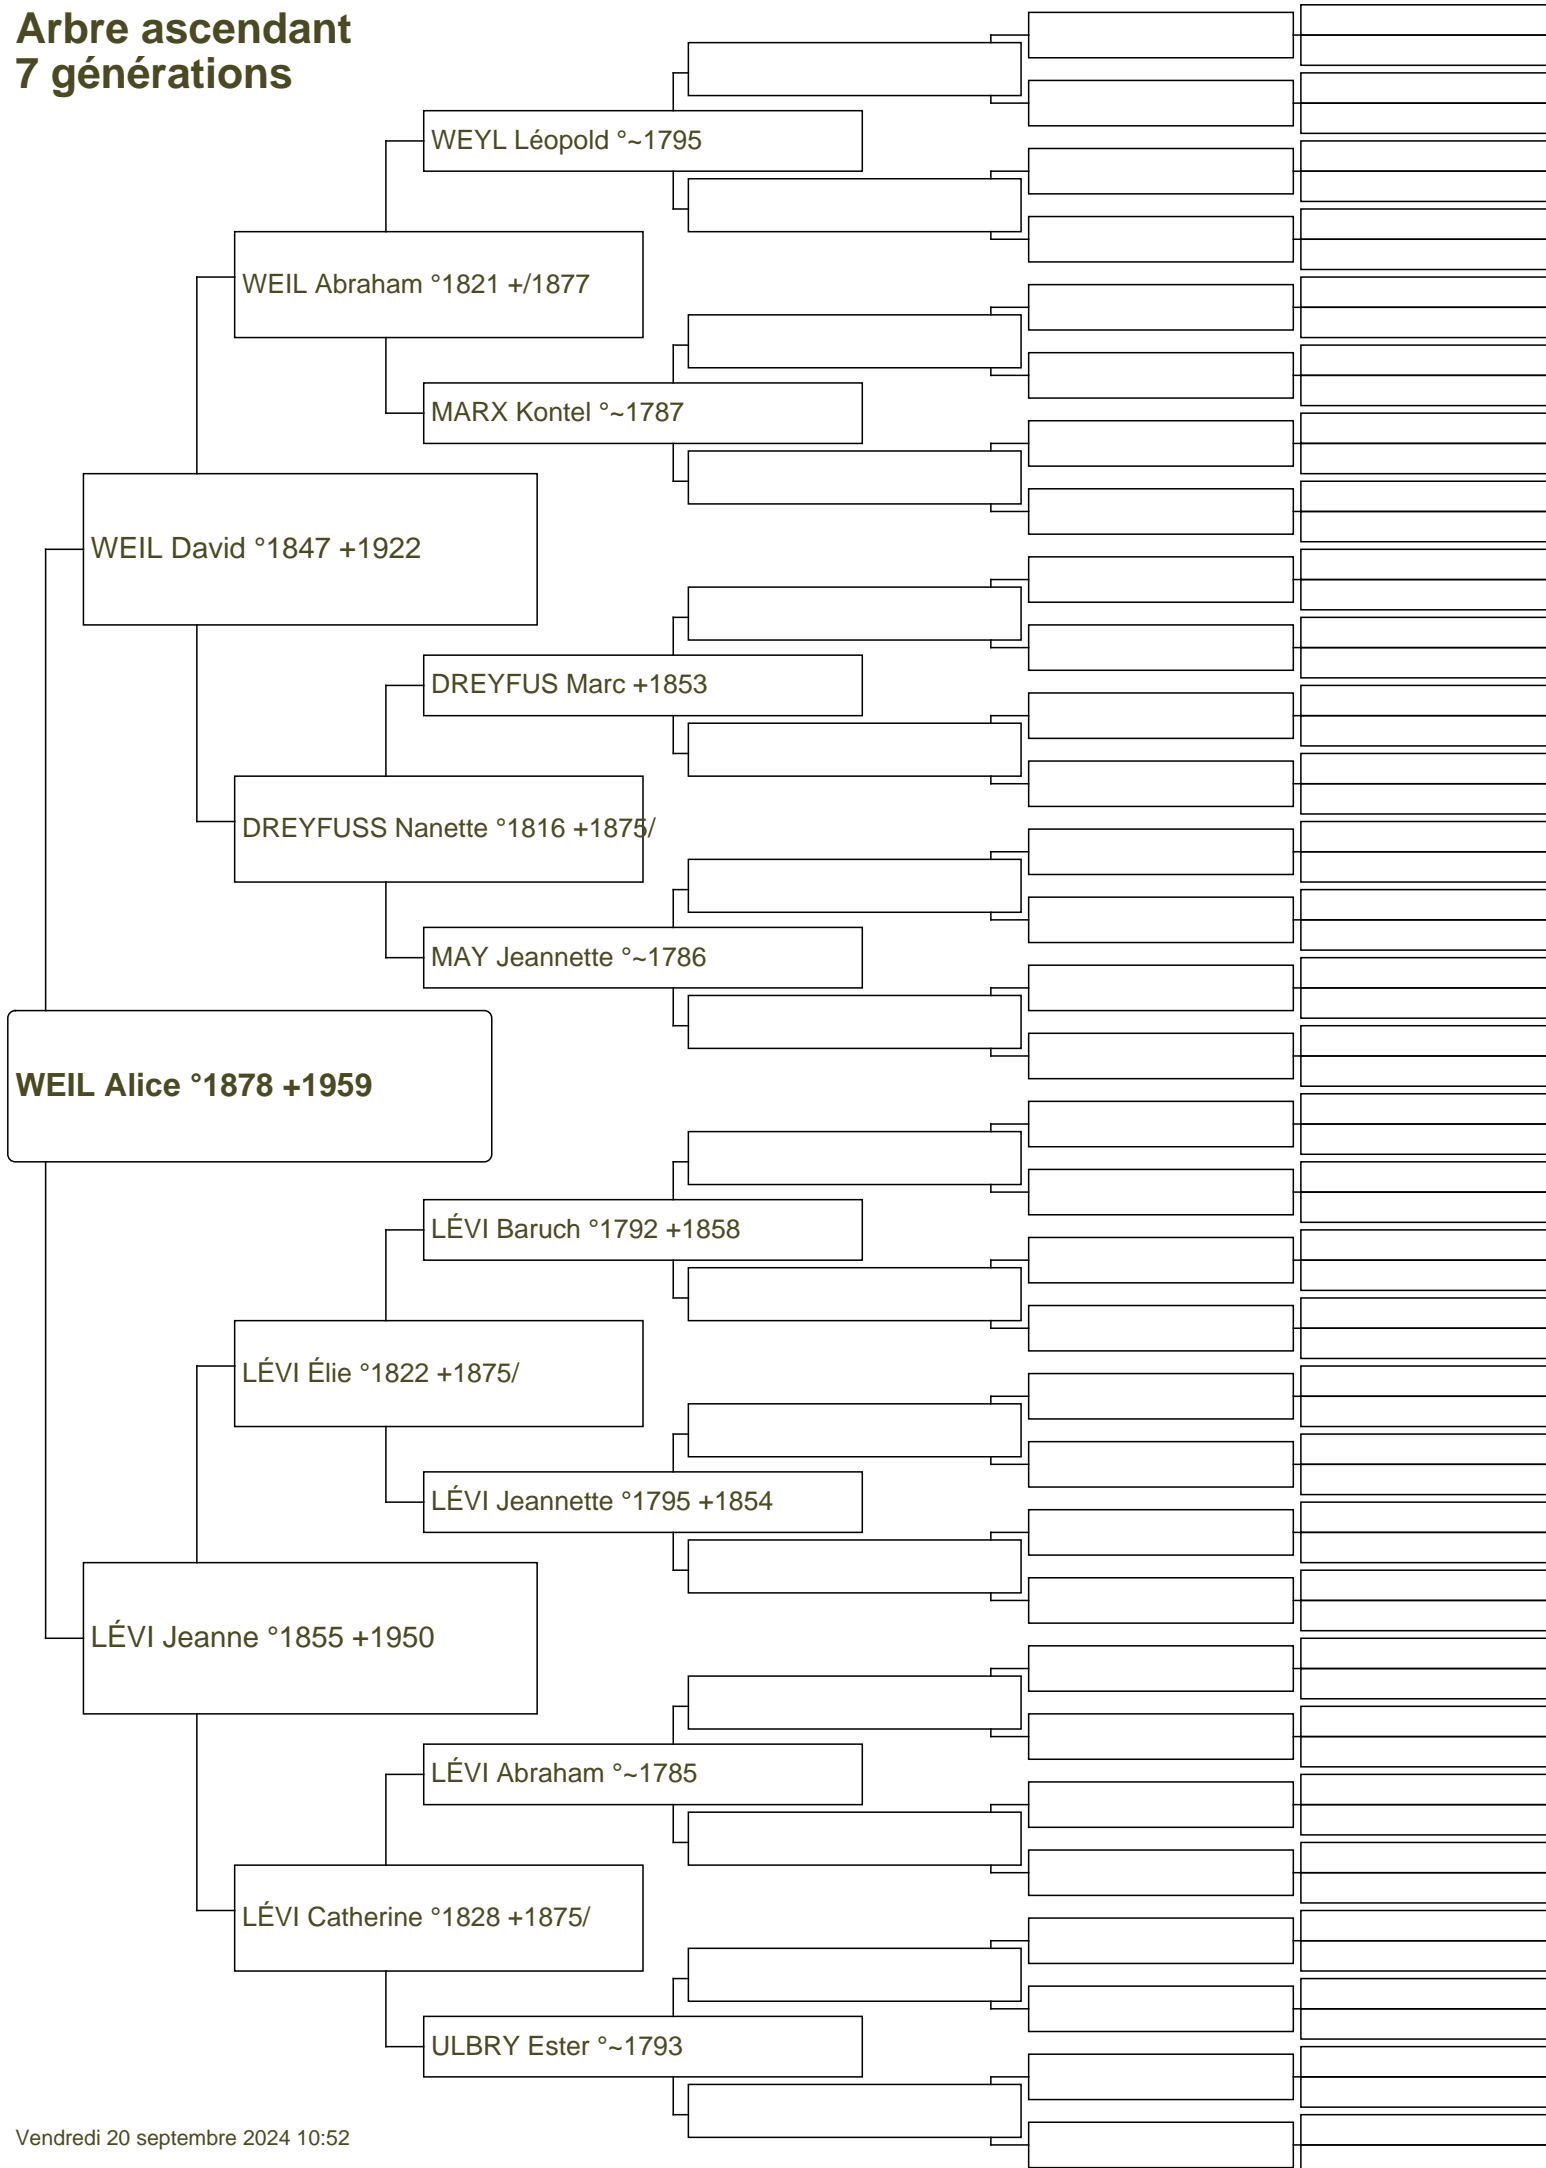 Arbre ascendant
7 générations
WEYL Léopold °~1795
WEIL Abraham °1821 +/1877
MARX Kontel °~1787
WEIL David °1847 +1922
DREYFUS Marc +1853
DREYFUSS Nanette °1816 +1875/
MAY Jeannette °~1786
WEIL Alice °1878 +1959
LÉVI Baruch °1792 +1858
LÉVI Élie °1822 +1875/
LÉVI Jeannette °1795 +1854
LÉVI Jeanne °1855 +1950
LÉVI Abraham °~1785
LÉVI Catherine °1828 +1875/
ULBRY Ester °~1793
Vendredi 20 septembre 2024 10:52